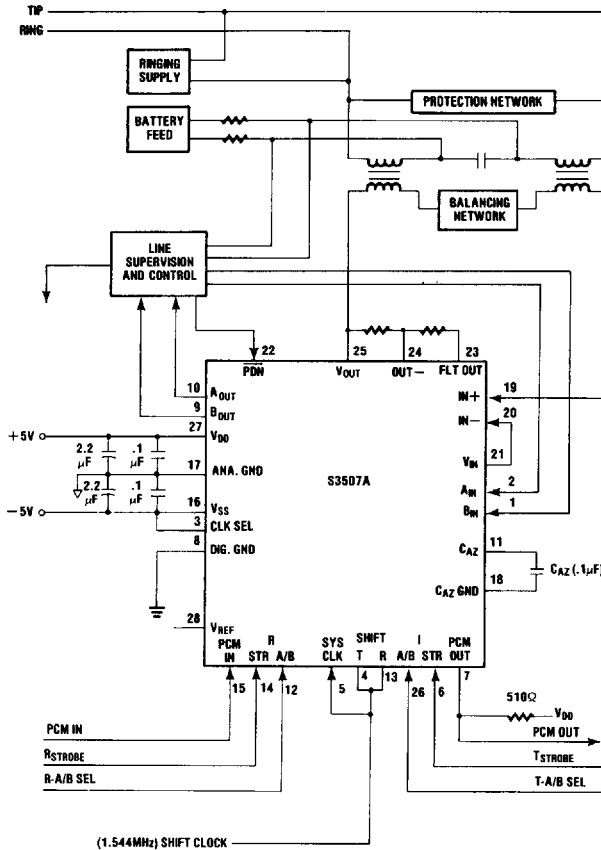 TIP
RING
RINGING
SUPPLY
PROTECTION NETWORK
BATTERY
FEED
BALANCING
NETWORK
LINE
SUPERVISION
AND CONTROL
22
25
24
23
PDN
VOUT
OUT–
FLT OUT
10
AOUT
IN+
19
9
BOUT
IN–
20
+5V
27
VDD
2.2
µF
.1
µF
VIN
21
17
ANA. GND
S3507A
AIN
2
2.2
µF
.1
µF
BIN
1
–5V
16
VSS
3
CLK SEL
CAZ
11
8
DIG. GND
CAZ (.1µF)
CAZ GND
18
28
VREF
PCM
IN
R
STR A/B
SYS
CLK
SHIFT
T R
I
A/B STR
PCM
OUT
15
14
12
5
4
13
26
6
7
510Ω
VDD
PCM IN
PCM OUT
RSTROBE
TSTROBE
R-A/B SEL
T-A/B SEL
(1.544MHz) SHIFT CLOCK